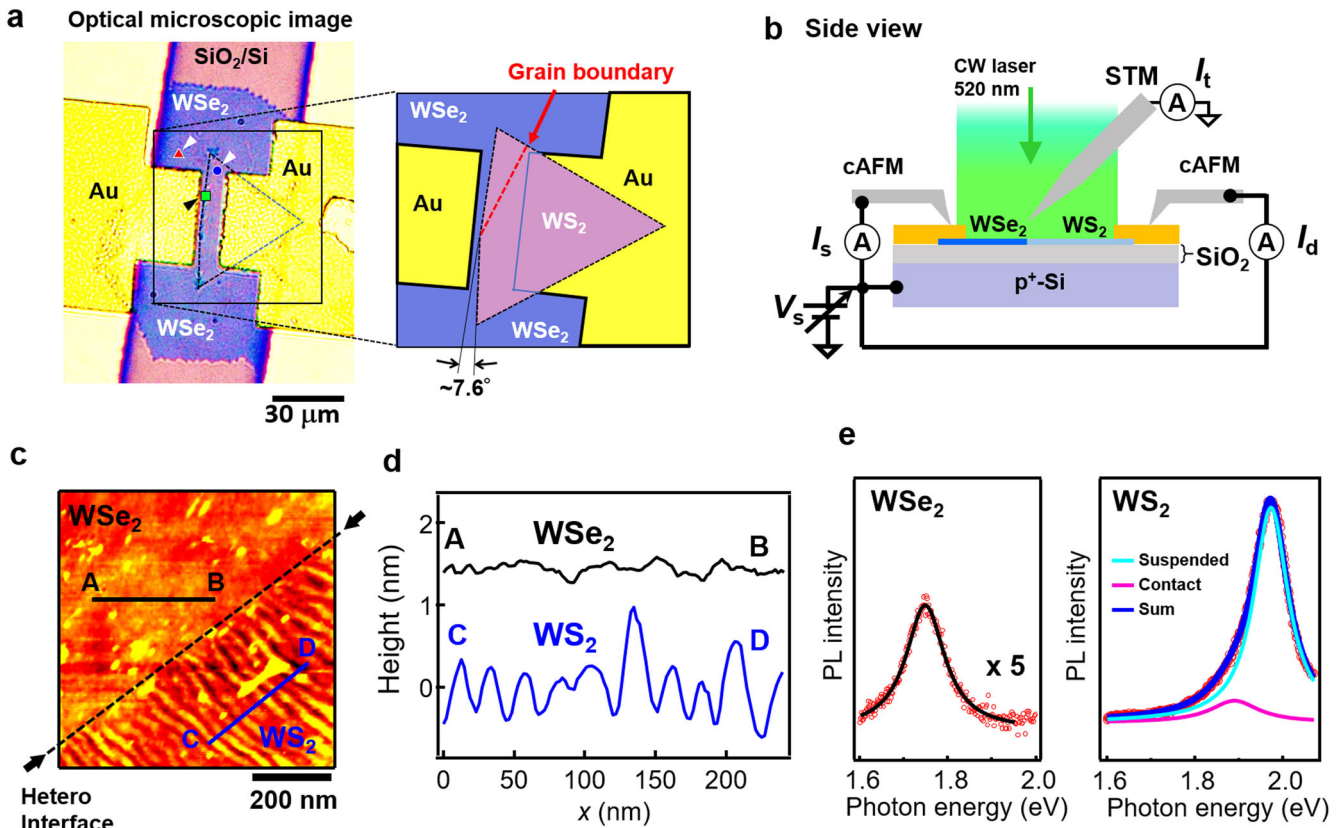 a Optical microscopic image
SiO₂/Si
WSe₂
Au
Au
WSe₂
30 μm
Grain boundary
WSe₂
Au
Au
WS₂
WSe₂
~7.6°
b Side view
CW laser
520 nm
STM
Iₜ
A
cAFM
cAFM
WSe₂
WS₂
Iₛ
A
A
I_d
SiO₂
p⁺-Si
Vₛ
c
WSe₂
A
B
D
C
WS₂
Hetero
Interface
200 nm
d
A
WSe₂
B
C
WS₂
D
Height (nm)
2
1
0
0
50
100
150
200
x (nm)
e
WSe₂
x 5
PL intensity
1.6
1.8
2.0
Photon energy (eV)
WS₂
Suspended
Contact
Sum
PL intensity
1.6
1.8
2.0
Photon energy (eV)